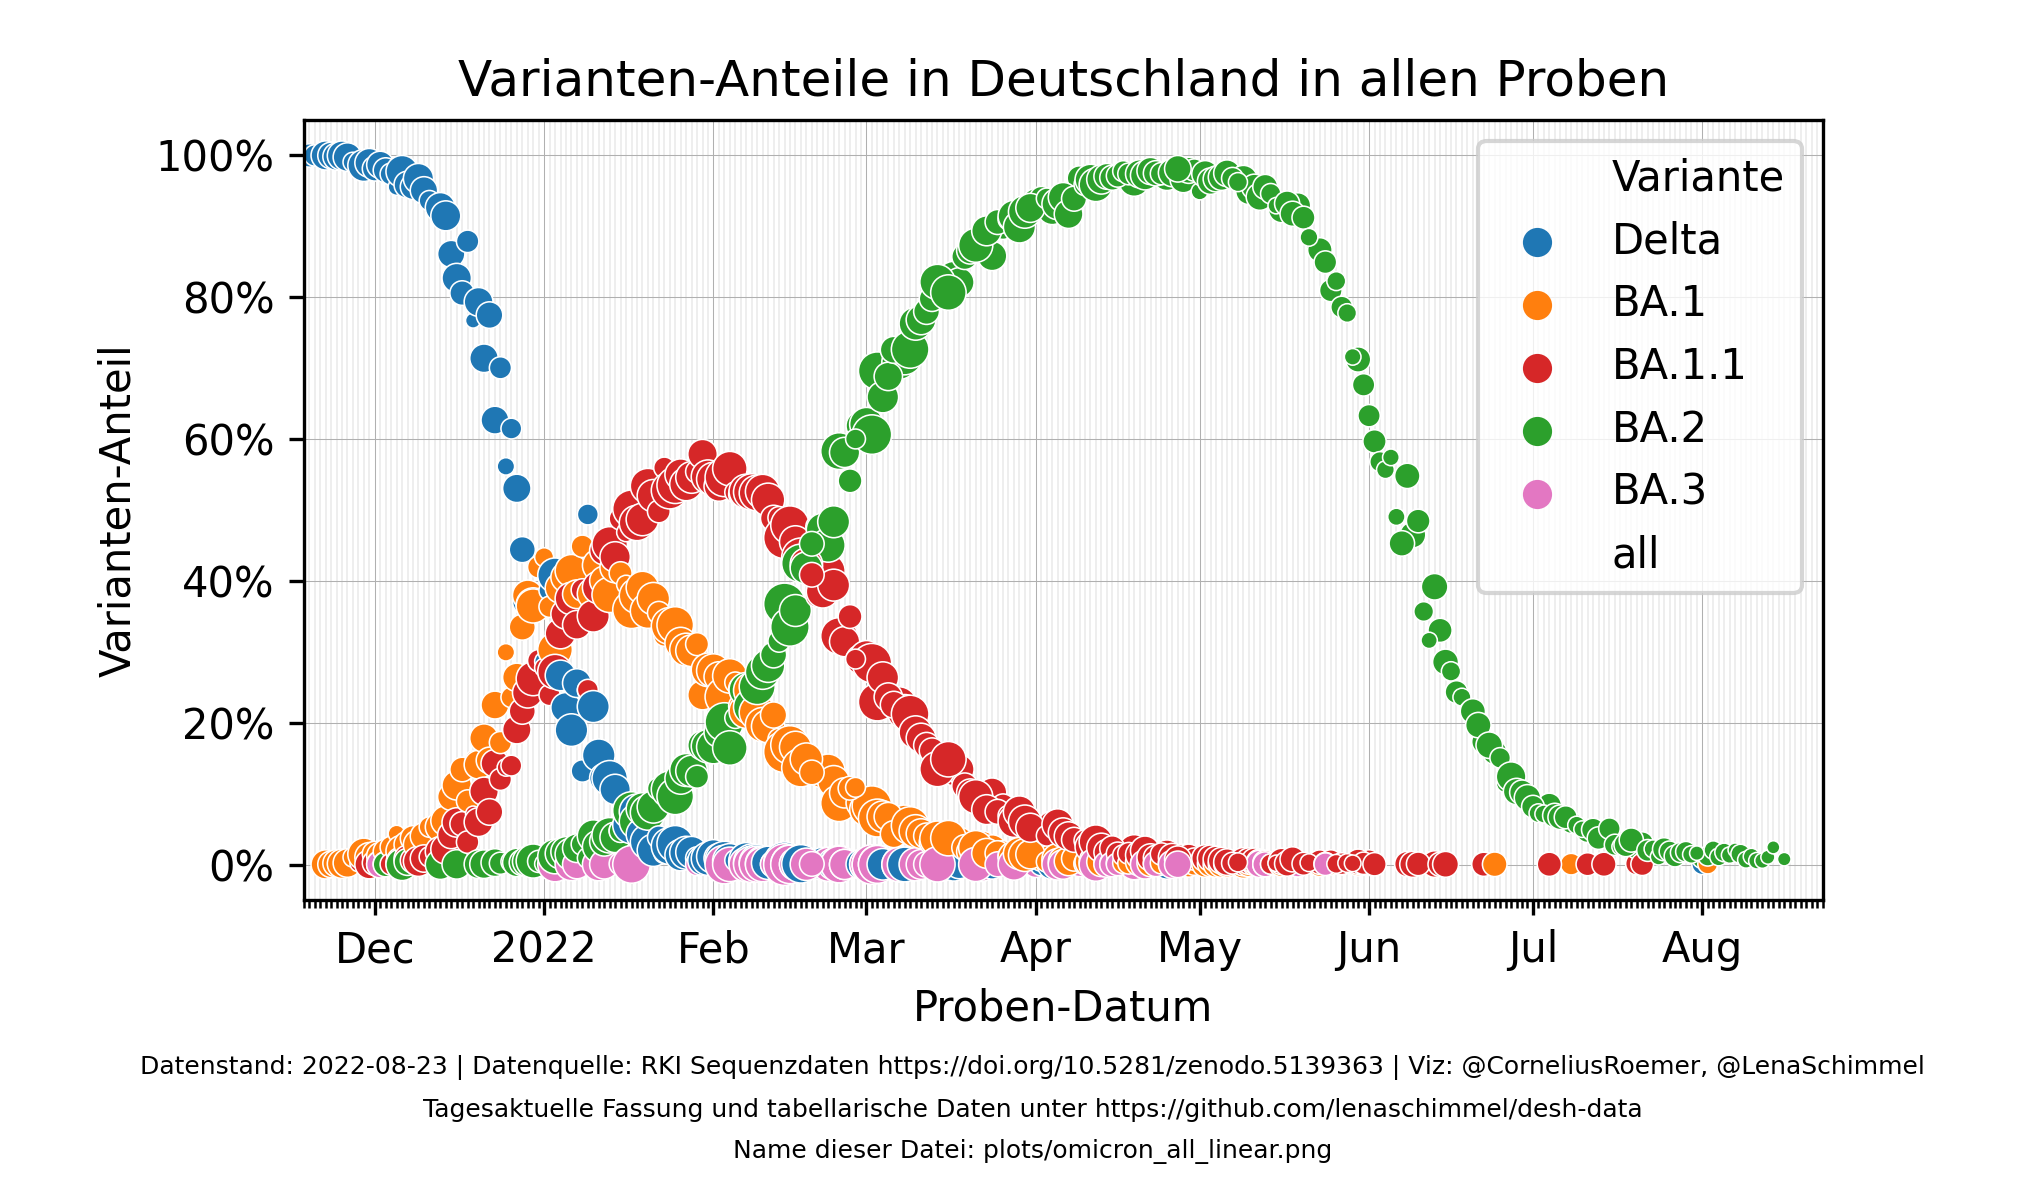 Varianten-Anteile in Deutschland in allen Proben
Varianten-Anteil
100%
80%
60%
40%
20%
0%
Variante
Delta
BA.1
BA.1.1
BA.2
BA.3
all
Dec 2022 Feb Mar Apr May Jun Jul Aug
Proben-Datum
Datenstand: 2022-08-23 | Datenquelle: RKI Sequenzdaten https://doi.org/10.5281/zenodo.5139363 | Viz: @CorneliusRoemer, @LenaSchimmel
Tagesaktuelle Fassung und tabellarische Daten unter https://github.com/lenaschimmel/desh-data
Name dieser Datei: plots/omicron_all_linear.png